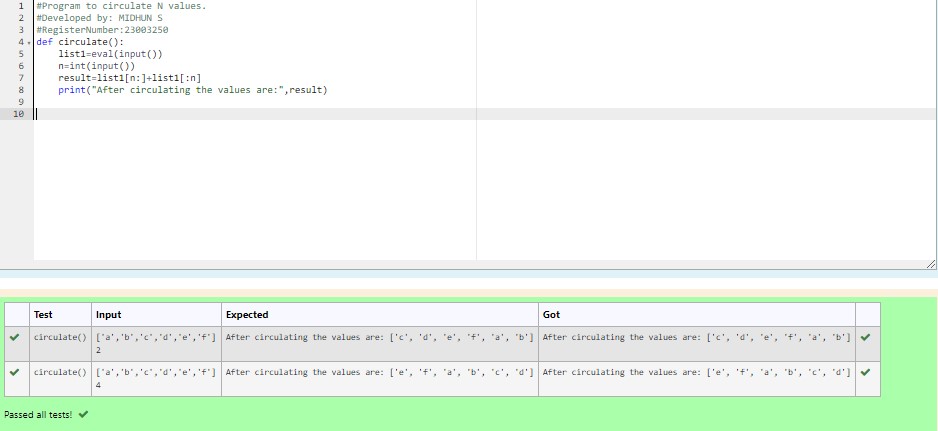 1 #Program to circulate N values.
2 #Developed by: MIDHUN S
3 #RegisterNumber:23003250
4 def circulate():
5     list1=eval(input())
6     n=int(input())
7     result=list1[n:]+list1[:n]
8     print("After circulating the values are:",result)
9
10
Test Input Expected Got
circulate() ['a','b','c','d','e','f'] After circulating the values are: ['c', 'd', 'e', 'f', 'a', 'b'] After circulating the values are: ['c', 'd', 'e', 'f', 'a', 'b']
2
circulate() ['a','b','c','d','e','f'] After circulating the values are: ['e', 'f', 'a', 'b', 'c', 'd'] After circulating the values are: ['e', 'f', 'a', 'b', 'c', 'd']
4
Passed all tests!